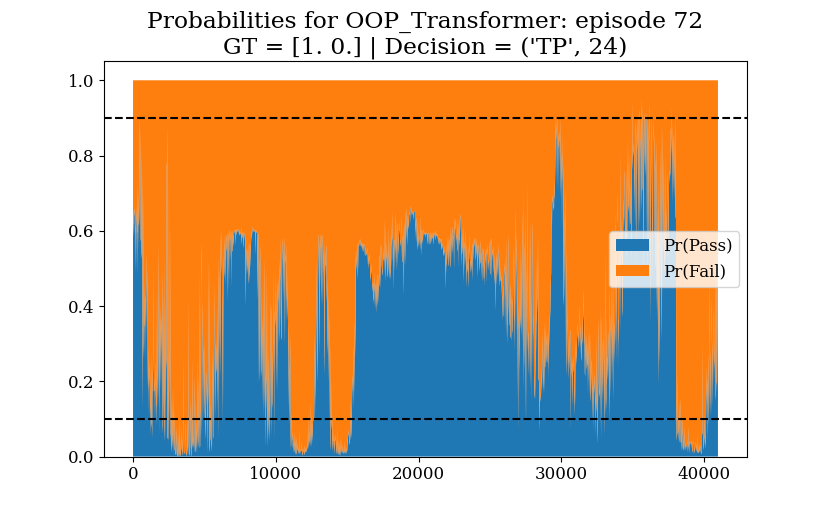 Probabilities for OOP_Transformer: episode 72
GT = [1. 0.] | Decision = ('TP', 24)
1.0
0.8
0.6
0.4
0.2
0.0
Pr(Pass)
Pr(Fail)
0
10000
20000
30000
40000